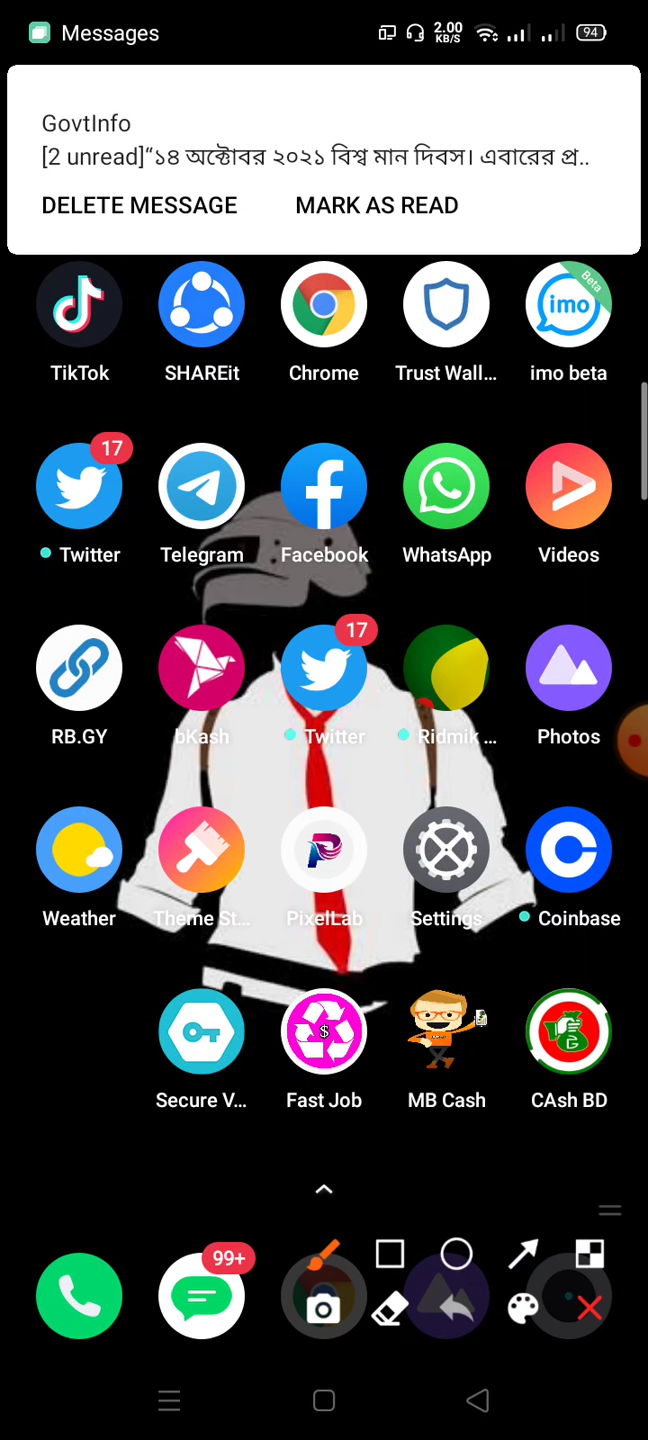 Messages
2.00
KB/S
94
GovtInfo
[2 unread]“১৪ অক্টোবর ২০২১ বিশ্ব মান দিবস। এবারের প্র..
DELETE MESSAGE MARK AS READ
Beta
imo
TikTok SHAREit Chrome Trust Wall... imo beta
17
Twitter Telegram Facebook WhatsApp Videos
17
RB.GY bKash Twitter Ridmik ... Photos
P
Weather Theme St... PixelLab Settings Coinbase
$
Secure V... Fast Job MB Cash CAsh BD
99+